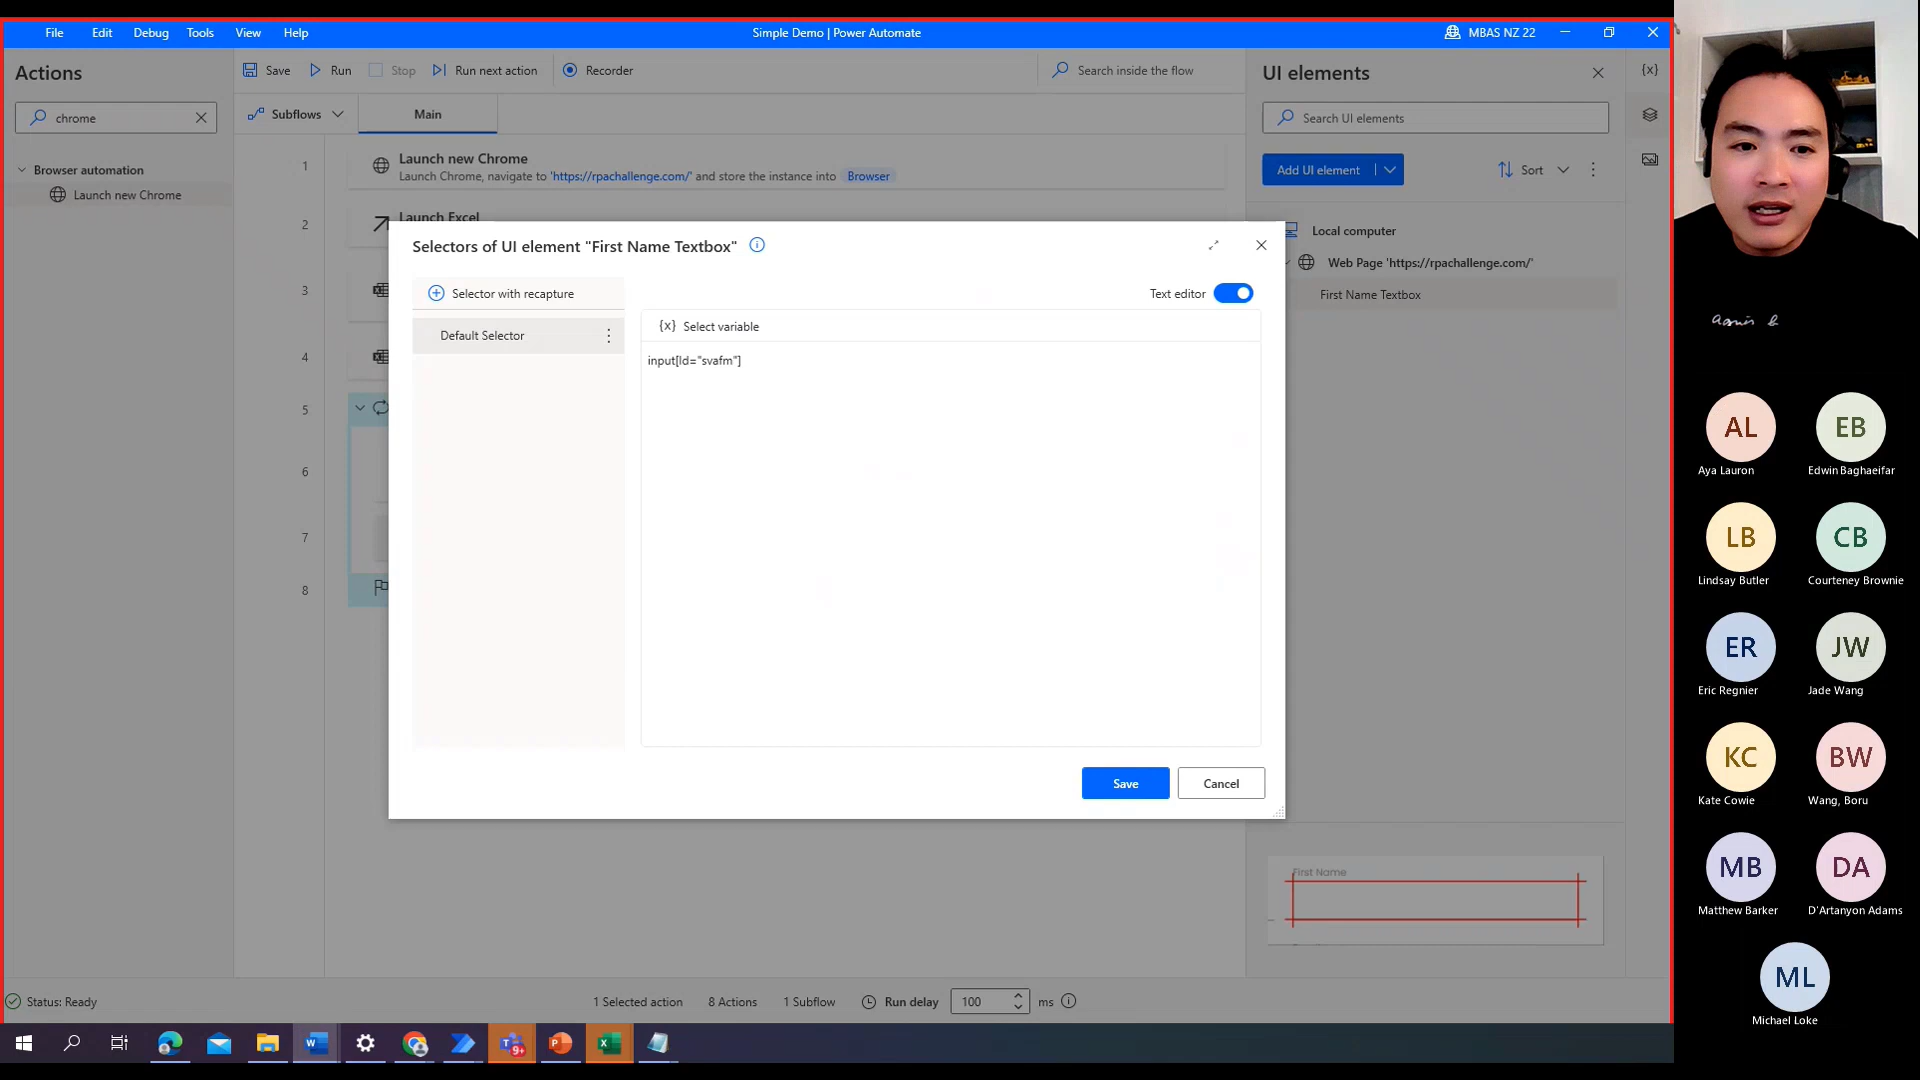 File Edit Debug Tools View Help
Simple Demo | Power Automate
MBAS NZ 22
Actions
chrome
Browser automation
Launch new Chrome
Save Run Stop Run next action Recorder
Search inside the flow
Subflows Main
1
Launch new Chrome
Launch Chrome, navigate to 'https://rpachallenge.com/' and store the instance into Browser
2
Launch Excel
3
4
5
6
7
8
Selectors of UI element "First Name Textbox"
Selector with recapture
Default Selector
Text editor
{x} Select variable
input[Id="svafm"]
Save Cancel
UI elements
{x}
Search UI elements
Add UI element
Sort
Local computer
Web Page 'https://rpachallenge.com/'
First Name Textbox
First Name
Status: Ready
1 Selected action 8 Actions 1 Subflow Run delay 100 ms
9+
agnès b
AL EB
Aya Lauron Edwin Baghaeifar
LB CB
Lindsay Butler Courteney Brownie
ER JW
Eric Regnier Jade Wang
KC BW
Kate Cowie Wang, Boru
MB DA
Matthew Barker D'Artanyon Adams
ML
Michael Loke